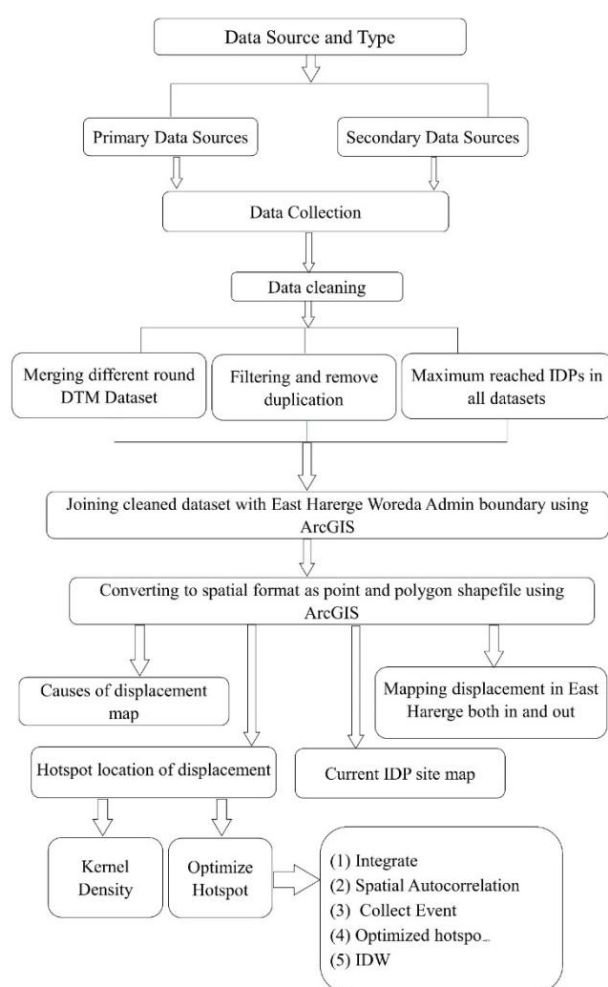 Data Source and Type
Primary Data Sources
Secondary Data Sources
Data Collection
Data cleaning
Merging different round
DTM Dataset
Filtering and remove
duplication
Maximum reached IDPs in
all datasets
Joining cleaned dataset with East Harerge Woreda Admin boundary using
ArcGIS
Converting to spatial format as point and polygon shapefile using
ArcGIS
Causes of displacement
map
Mapping displacement in East
Harerge both in and out
Hotspot location of displacement
Current IDP site map
Kernel
Density
Optimize
Hotspot
(1) Integrate
(2) Spatial Autocorrelation
(3) Collect Event
(4) Optimized hotspo...
(5) IDW